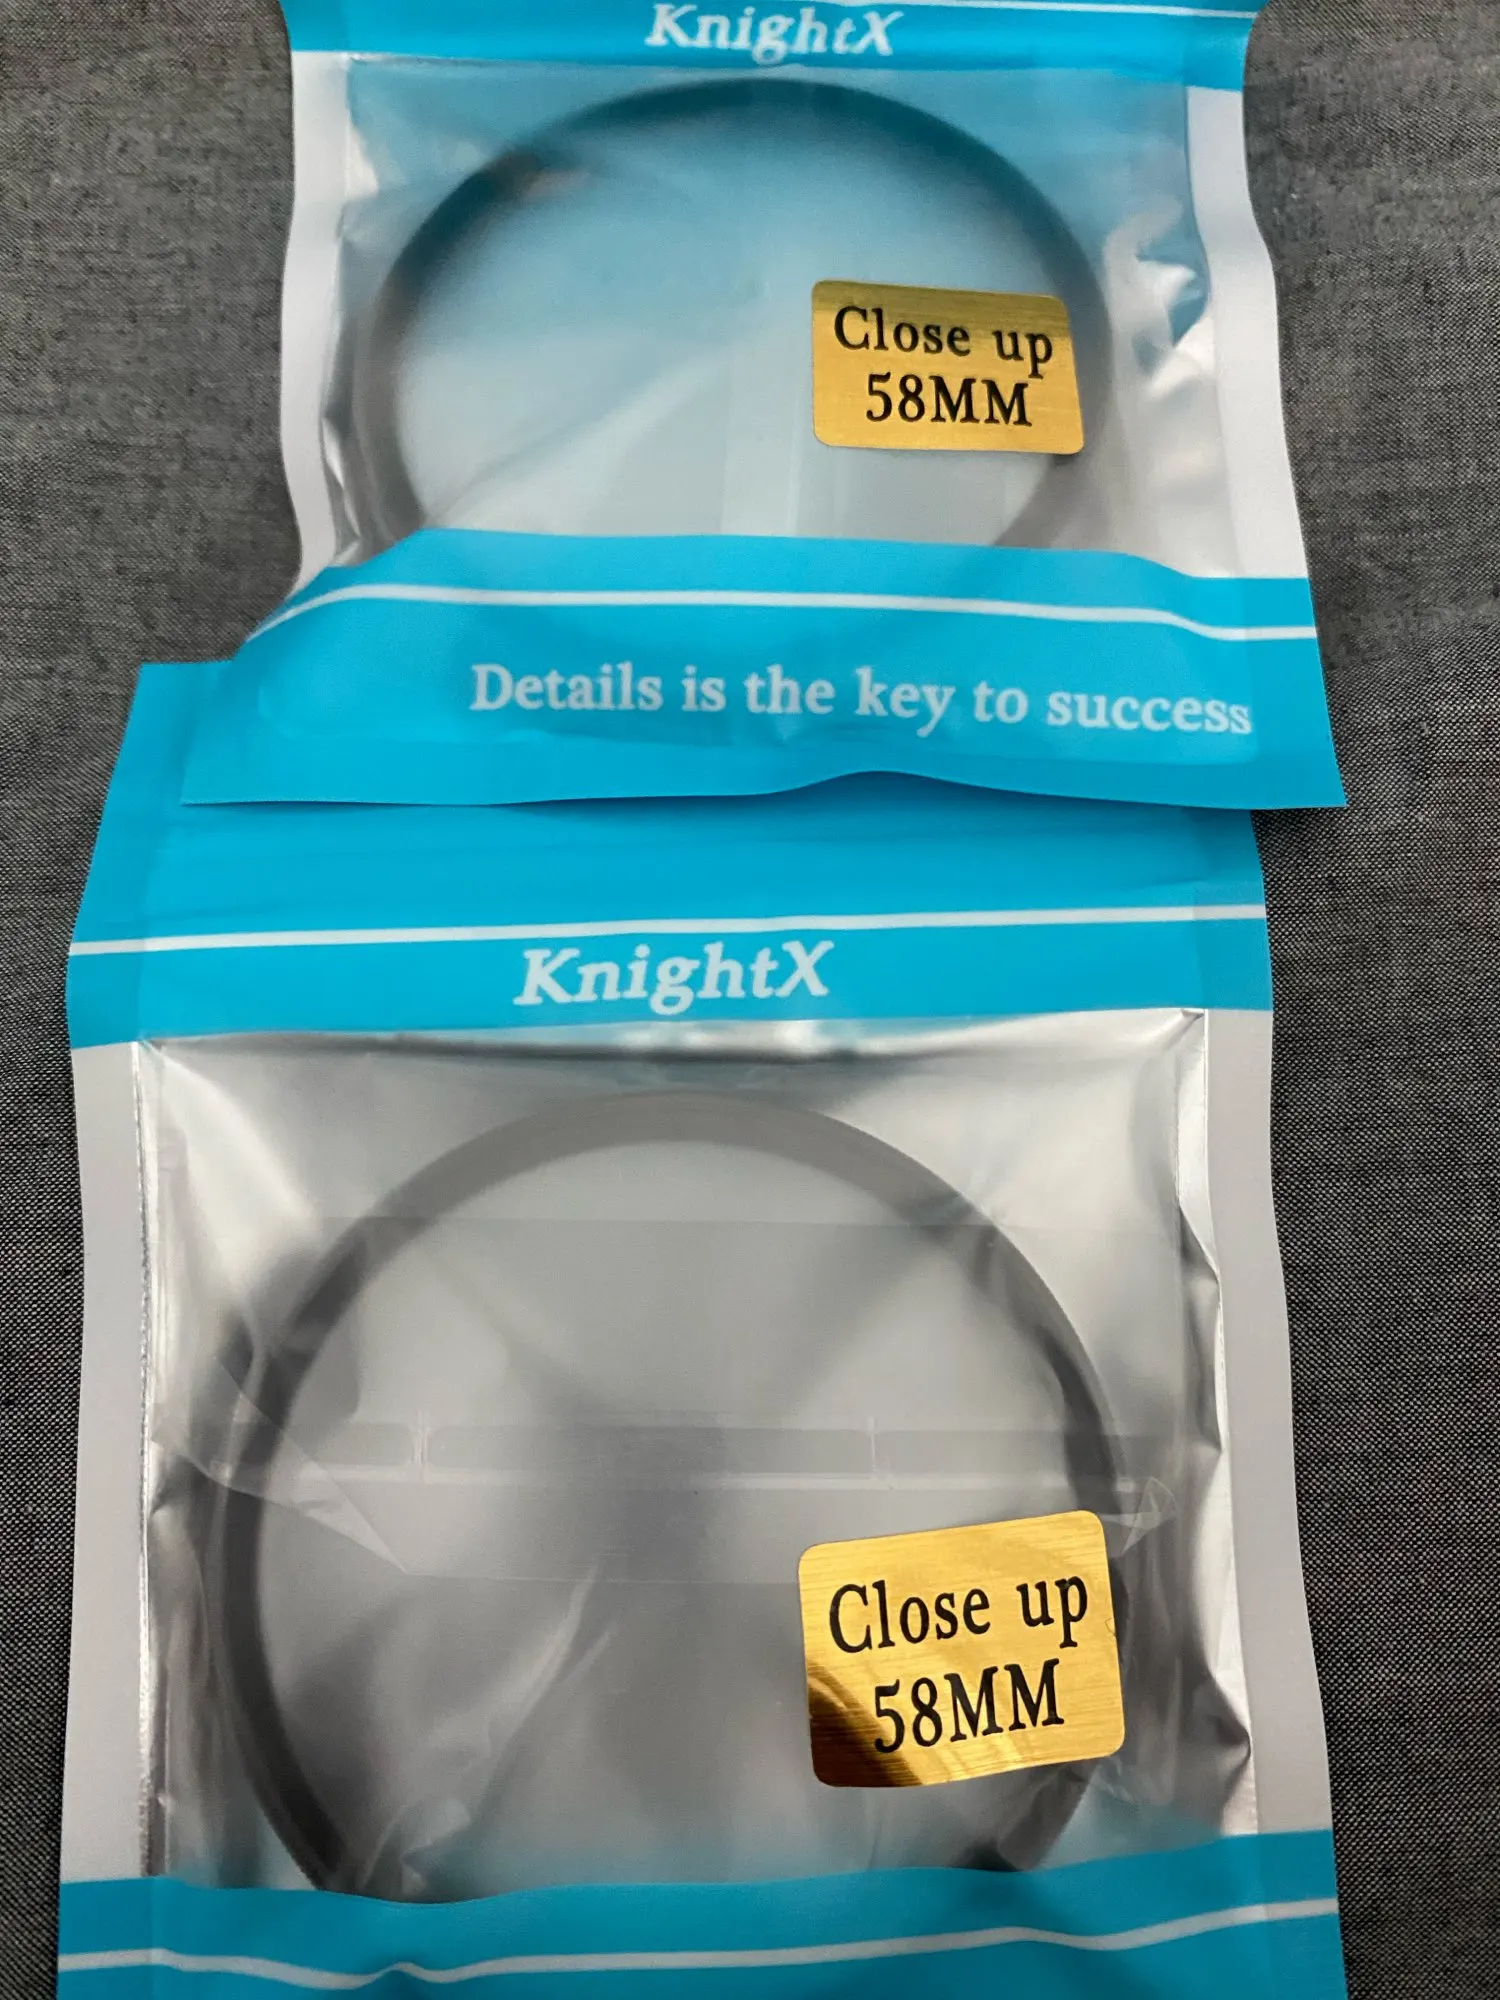 KnightX
Close up
58MM
Details is the key to success
KnightX
Close up
58MM